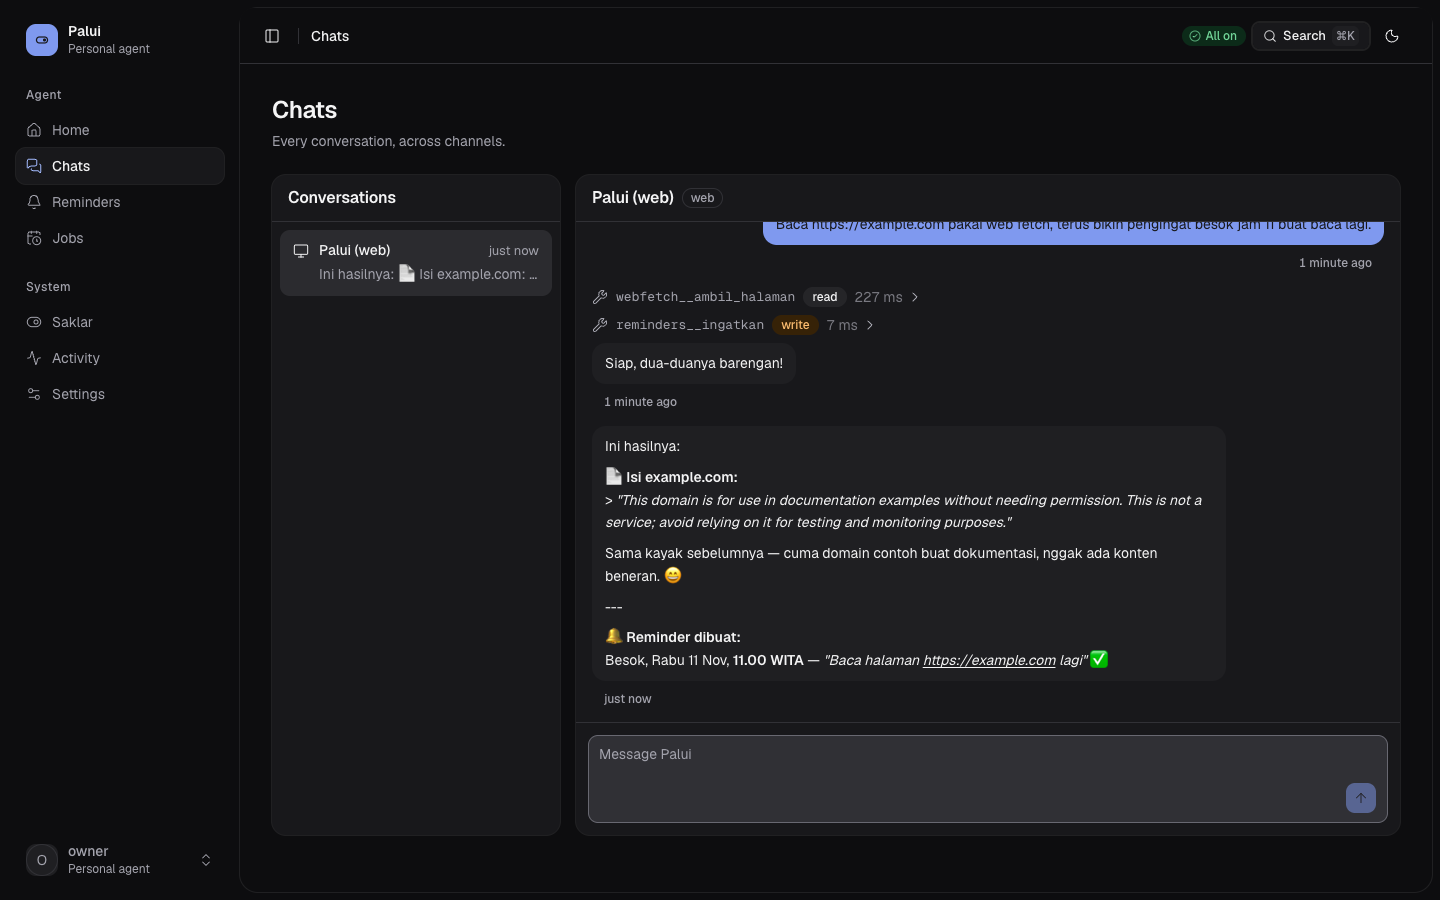 Palui
Personal agent
Agent
Home
Chats
Reminders
Jobs
System
Saklar
Activity
Settings
owner
Personal agent
O
Chats
All on
Search ⌘K
Chats
Every conversation, across channels.
Conversations
Palui (web) just now
Ini hasilnya: 📄 Isi example.com: ...
Palui (web) web
Baca https://example.com pakai web fetch, terus bikin pengingat besok jam 11 buat baca lagi.
1 minute ago
webfetch__ambil_halaman read 227 ms
reminders__ingatkan write 7 ms
Siap, dua-duanya barengan!
1 minute ago
Ini hasilnya:
📄 Isi example.com:
> "This domain is for use in documentation examples without needing permission. This is not a
service; avoid relying on it for testing and monitoring purposes."
Sama kayak sebelumnya — cuma domain contoh buat dokumentasi, nggak ada konten
beneran. 😄
---
🔔 Reminder dibuat:
Besok, Rabu 11 Nov, 11.00 WITA — "Baca halaman https://example.com lagi" ✅
just now
Message Palui